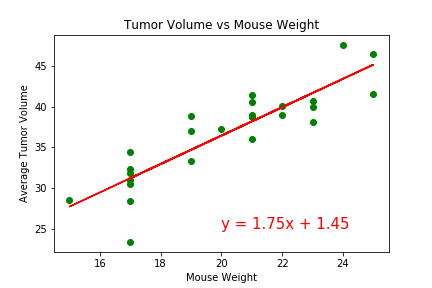 Tumor Volume vs Mouse Weight
Average Tumor Volume
45
40
35
30
25
y = 1.75x + 1.45
16 18 20 22 24
Mouse Weight